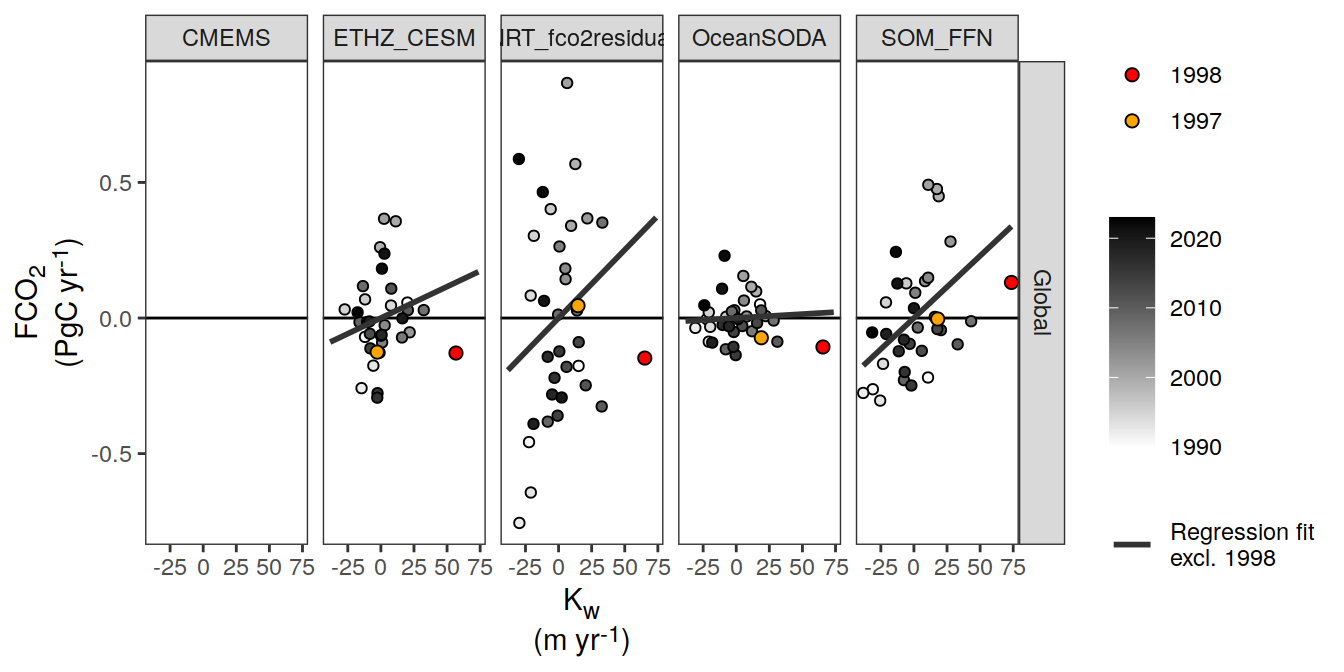 CMEMS
ETHZ_CESM
NRT_fco2residua
OceanSODA
SOM_FFN
Global
FCO2
(PgC yr-1)
0.5
0.0
-0.5
-25 0 25 50 75
-25 0 25 50 75
-25 0 25 50 75
-25 0 25 50 75
-25 0 25 50 75
Kw
(m yr-1)
1998
1997
2020
2010
2000
1990
Regression fit
excl. 1998